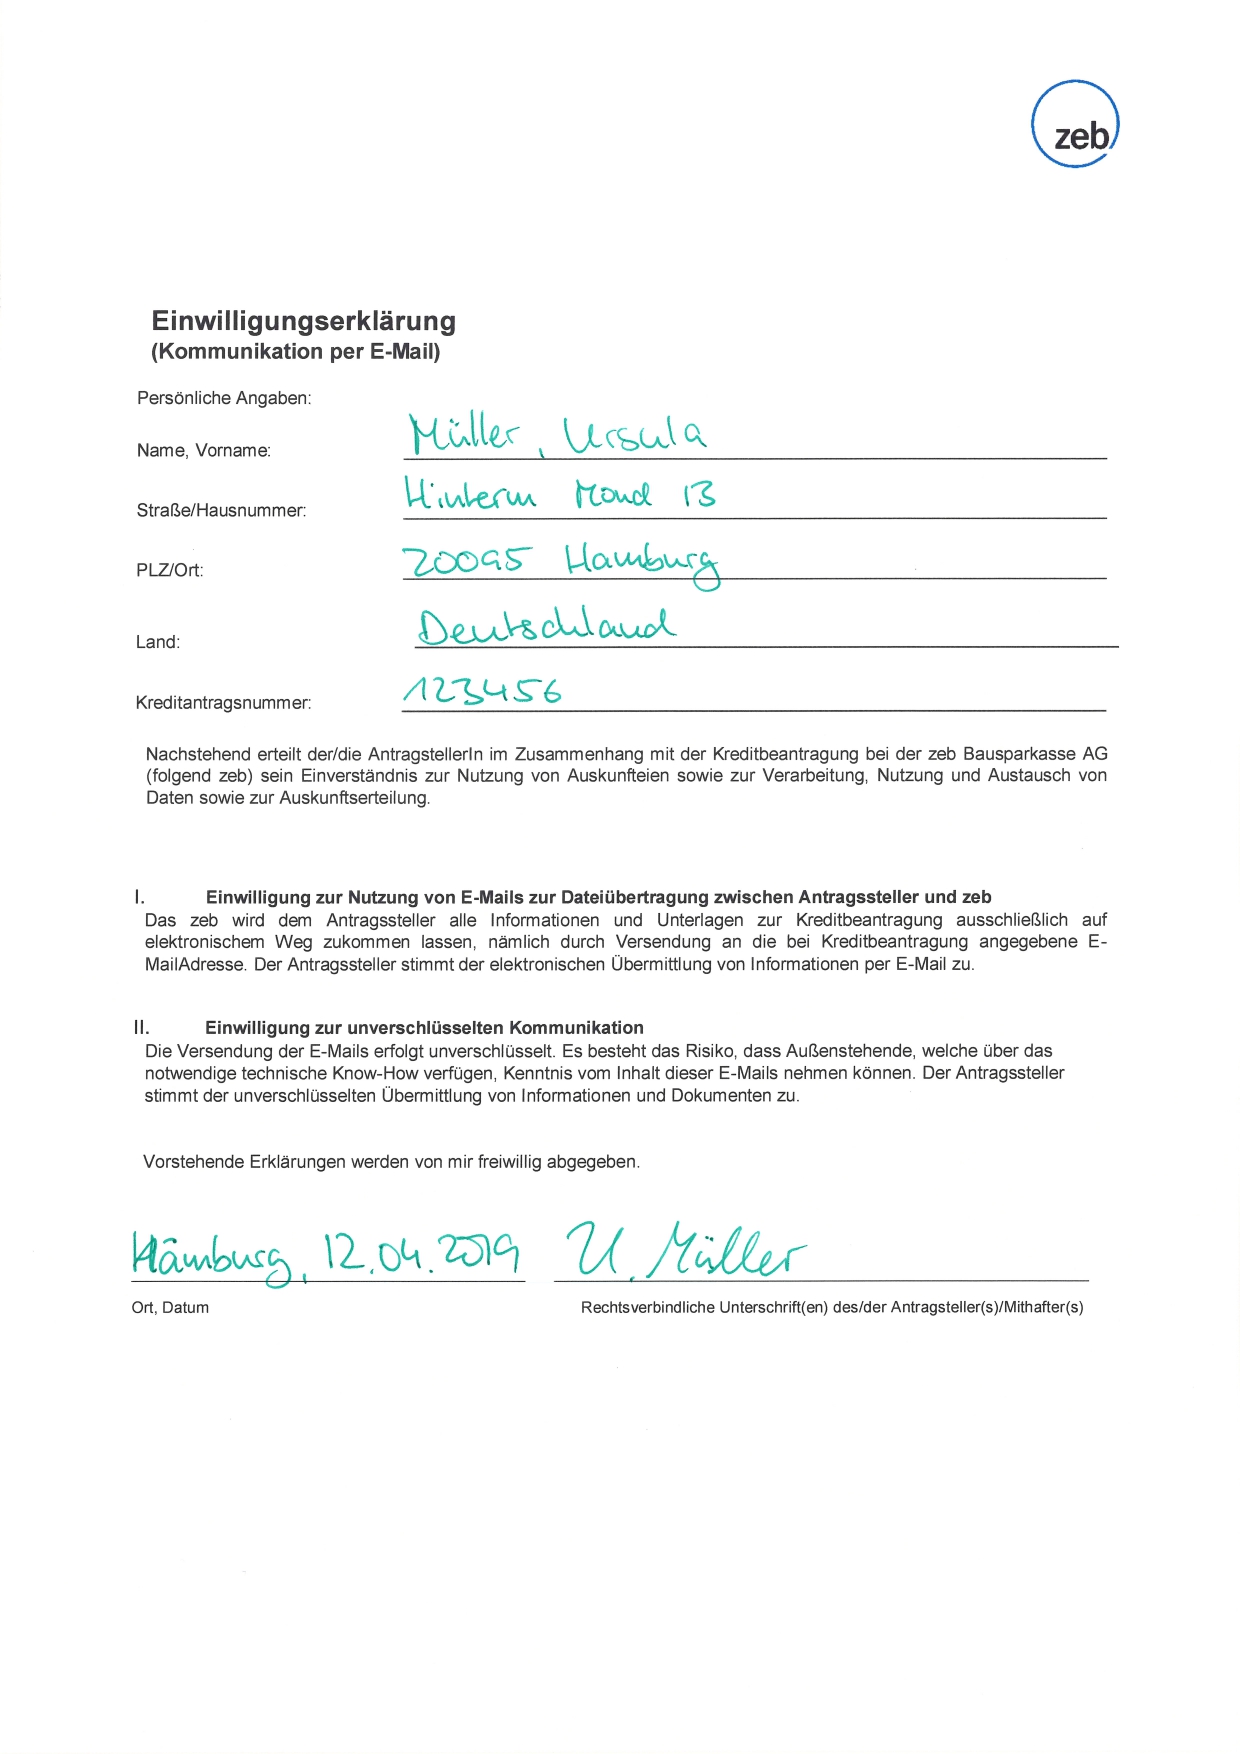 zeb
Einwilligungserklärung
(Kommunikation per E-Mail)
Persönliche Angaben:
Name, Vorname: Müller, Ursula
Straße/Hausnummer: Hinterm Mond 13
PLZ/Ort: 20095 Hamburg
Land: Deutschland
Kreditantragsnummer: 123456
Nachstehend erteilt der/die AntragstellerIn im Zusammenhang mit der Kreditbeantragung bei der zeb Bausparkasse AG
(folgend zeb) sein Einverständnis zur Nutzung von Auskunfteien sowie zur Verarbeitung, Nutzung und Austausch von
Daten sowie zur Auskunftserteilung.
I. Einwilligung zur Nutzung von E-Mails zur Dateiübertragung zwischen Antragssteller und zeb
Das zeb wird dem Antragssteller alle Informationen und Unterlagen zur Kreditbeantragung ausschließlich auf
elektronischem Weg zukommen lassen, nämlich durch Versendung an die bei Kreditbeantragung angegebene E-
MailAdresse. Der Antragssteller stimmt der elektronischen Übermittlung von Informationen per E-Mail zu.
II. Einwilligung zur unverschlüsselten Kommunikation
Die Versendung der E-Mails erfolgt unverschlüsselt. Es besteht das Risiko, dass Außenstehende, welche über das
notwendige technische Know-How verfügen, Kenntnis vom Inhalt dieser E-Mails nehmen können. Der Antragssteller
stimmt der unverschlüsselten Übermittlung von Informationen und Dokumenten zu.
Vorstehende Erklärungen werden von mir freiwillig abgegeben.
Hamburg, 12.04.2019 U. Müller
Ort, Datum Rechtsverbindliche Unterschrift(en) des/der Antragsteller(s)/Mithafter(s)